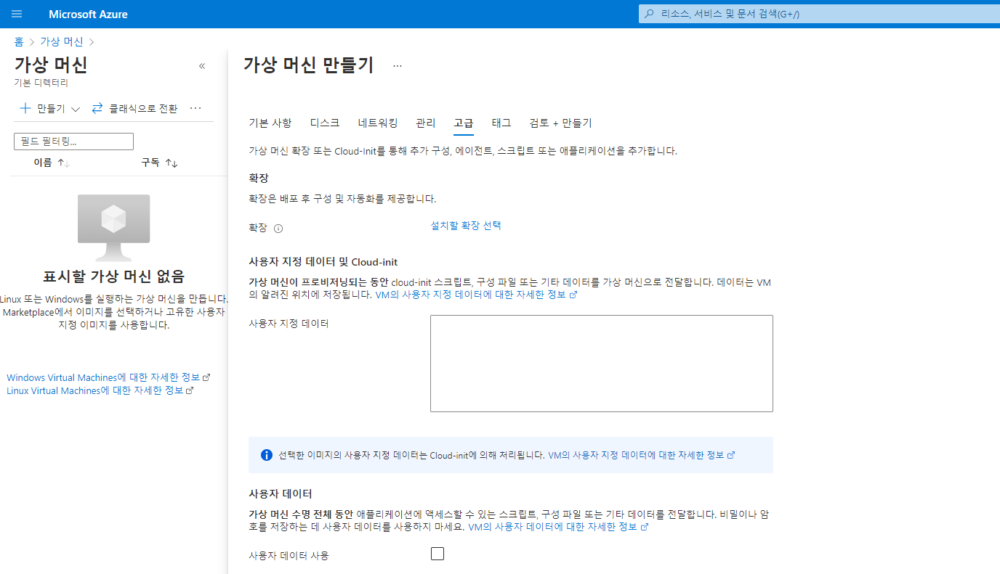 Microsoft Azure
리소스, 서비스 및 문서 검색(G+/)
홈 > 가상 머신 >
가상 머신
«
기본 디렉터리
만들기
클래식으로 전환
...
필드 필터링...
이름 ↑↓
구독 ↑↓
표시할 가상 머신 없음
Linux 또는 Windows를 실행하는 가상 머신을 만듭니다.
Marketplace에서 이미지를 선택하거나 고유한 사용자
지정 이미지를 사용합니다.
Windows Virtual Machines에 대한 자세한 정보
Linux Virtual Machines에 대한 자세한 정보
가상 머신 만들기
...
기본 사항
디스크
네트워킹
관리
고급
태그
검토 + 만들기
가상 머신 확장 또는 Cloud-Init를 통해 추가 구성, 에이전트, 스크립트 또는 애플리케이션을 추가합니다.
확장
확장은 배포 후 구성 및 자동화를 제공합니다.
확장
설치할 확장 선택
사용자 지정 데이터 및 Cloud-init
가상 머신이 프로비저닝되는 동안 cloud-init 스크립트, 구성 파일 또는 기타 데이터를 가상 머신으로 전달합니다. 데이터는 VM
의 알려진 위치에 저장됩니다. VM의 사용자 지정 데이터에 대한 자세한 정보
사용자 지정 데이터
선택한 이미지의 사용자 지정 데이터는 Cloud-init에 의해 처리됩니다. VM의 사용자 지정 데이터에 대한 자세한 정보
사용자 데이터
가상 머신 수명 전체 동안 애플리케이션에 액세스할 수 있는 스크립트, 구성 파일 또는 기타 데이터를 전달합니다. 비밀이나 암
호를 저장하는 데 사용자 데이터를 사용하지 마세요. VM의 사용자 데이터에 대한 자세한 정보
사용자 데이터 사용